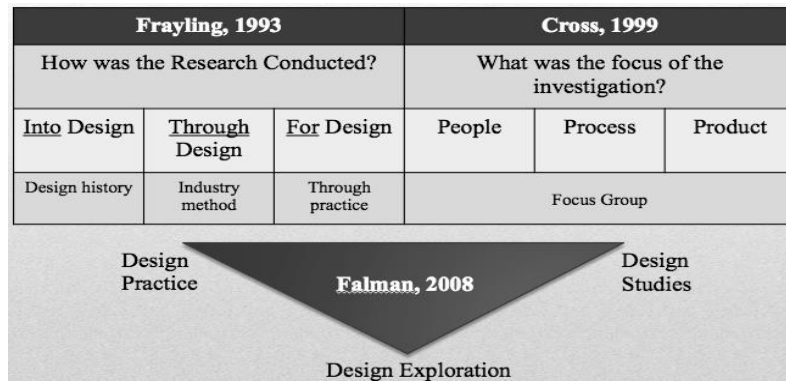 Frayling, 1993
Cross, 1999
How was the Research Conducted?
What was the focus of the
investigation?
Into Design
Through
Design
For Design
People
Process
Product
Design history
Industry
method
Through
practice
Focus Group
Design
Practice
Falman, 2008
Design
Studies
Design Exploration